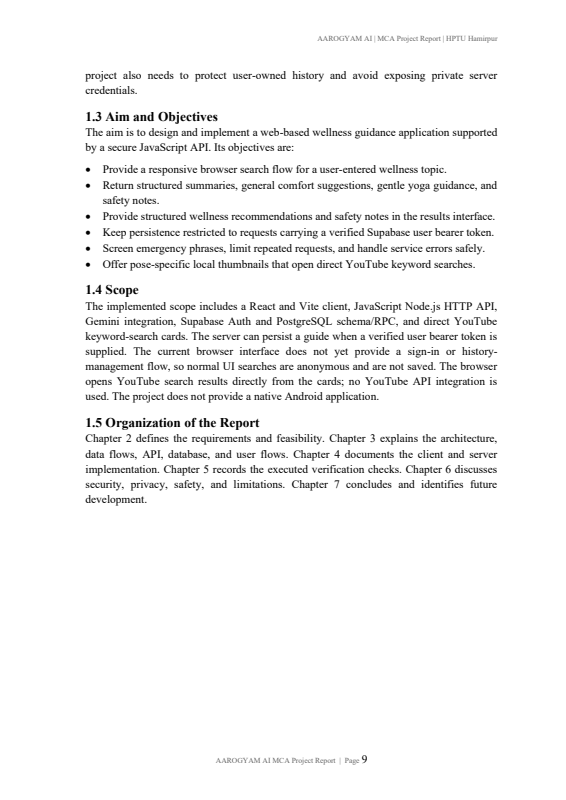 AAROGYAM AI | MCA Project Report | HPTU Hamirpur
project also needs to protect user-owned history and avoid exposing private server
credentials.
1.3 Aim and Objectives
The aim is to design and implement a web-based wellness guidance application supported
by a secure JavaScript API. Its objectives are:
• Provide a responsive browser search flow for a user-entered wellness topic.
• Return structured summaries, general comfort suggestions, gentle yoga guidance, and
safety notes.
• Provide structured wellness recommendations and safety notes in the results interface.
• Keep persistence restricted to requests carrying a verified Supabase user bearer token.
• Screen emergency phrases, limit repeated requests, and handle service errors safely.
• Offer pose-specific local thumbnails that open direct YouTube keyword searches.
1.4 Scope
The implemented scope includes a React and Vite client, JavaScript Node.js HTTP API,
Gemini integration, Supabase Auth and PostgreSQL schema/RPC, and direct YouTube
keyword-search cards. The server can persist a guide when a verified user bearer token is
supplied. The current browser interface does not yet provide a sign-in or history-
management flow, so normal UI searches are anonymous and are not saved. The browser
opens YouTube search results directly from the cards; no YouTube API integration is
used. The project does not provide a native Android application.
1.5 Organization of the Report
Chapter 2 defines the requirements and feasibility. Chapter 3 explains the architecture,
data flows, API, database, and user flows. Chapter 4 documents the client and server
implementation. Chapter 5 records the executed verification checks. Chapter 6 discusses
security, privacy, safety, and limitations. Chapter 7 concludes and identifies future
development.
AAROGYAM AI MCA Project Report | Page 9